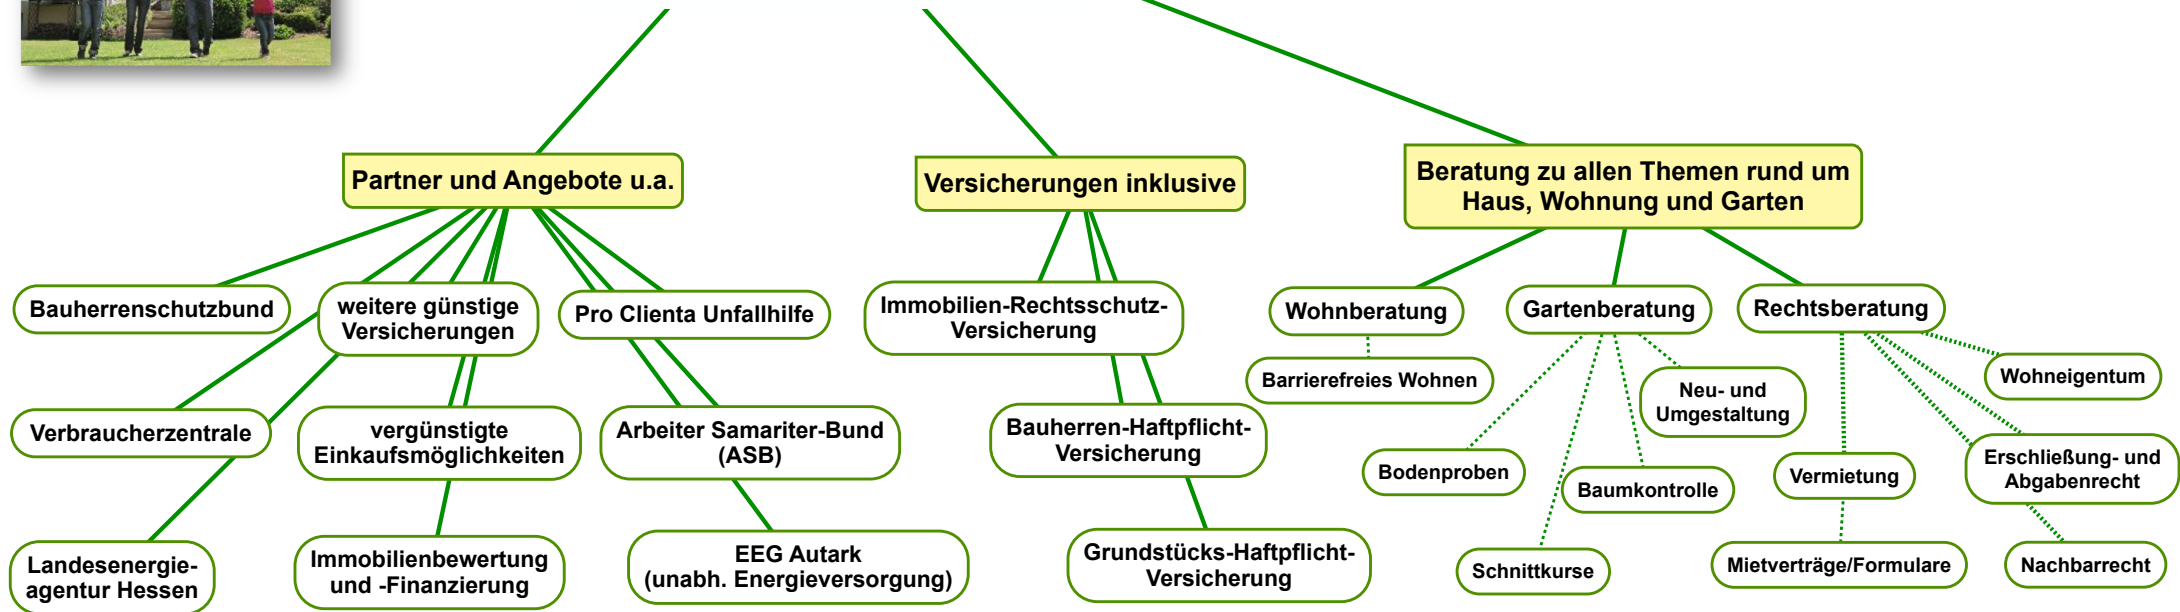 Partner und Angebote u.a.
Versicherungen inklusive
Beratung zu allen Themen rund um
Haus, Wohnung und Garten
Bauherrenschutzbund
weitere günstige
Versicherungen
Pro Clienta Unfallhilfe
Verbraucherzentrale
vergünstigte
Einkaufsmöglichkeiten
Arbeiter Samariter-Bund
(ASB)
Landesenergie-
agentur Hessen
Immobilienbewertung
und -Finanzierung
EEG Autark
(unabh. Energieversorgung)
Immobilien-Rechtsschutz-
Versicherung
Bauherren-Haftpflicht-
Versicherung
Grundstücks-Haftpflicht-
Versicherung
Wohnberatung
Barrierefreies Wohnen
Gartenberatung
Neu- und
Umgestaltung
Bodenproben
Baumkontrolle
Schnittkurse
Rechtsberatung
Wohneigentum
Vermietung
Erschließung- und
Abgabenrecht
Mietverträge/Formulare
Nachbarrecht